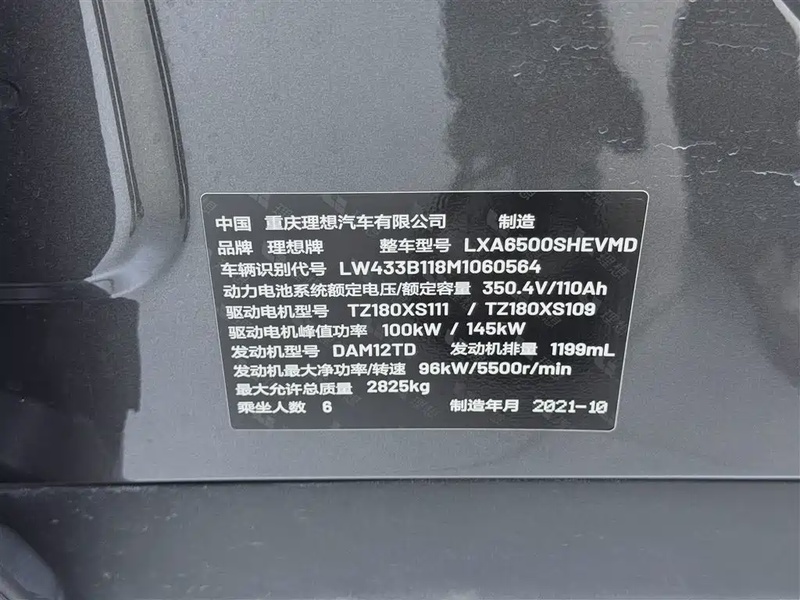 中国 重庆理想汽车有限公司 制造
品牌 理想牌 整车型号 LXA6500SHEVMD
车辆识别代号 LW433B118M1060564
动力电池系统额定电压/额定容量 350.4V/110Ah
驱动电机型号 TZ180XS111 / TZ180XS109
驱动电机峰值功率 100kW / 145kW
发动机型号 DAM12TD 发动机排量 1199mL
发动机最大净功率/转速 96kW/5500r/min
最大允许总质量 2825kg
乘坐人数 6 制造年月 2021-10